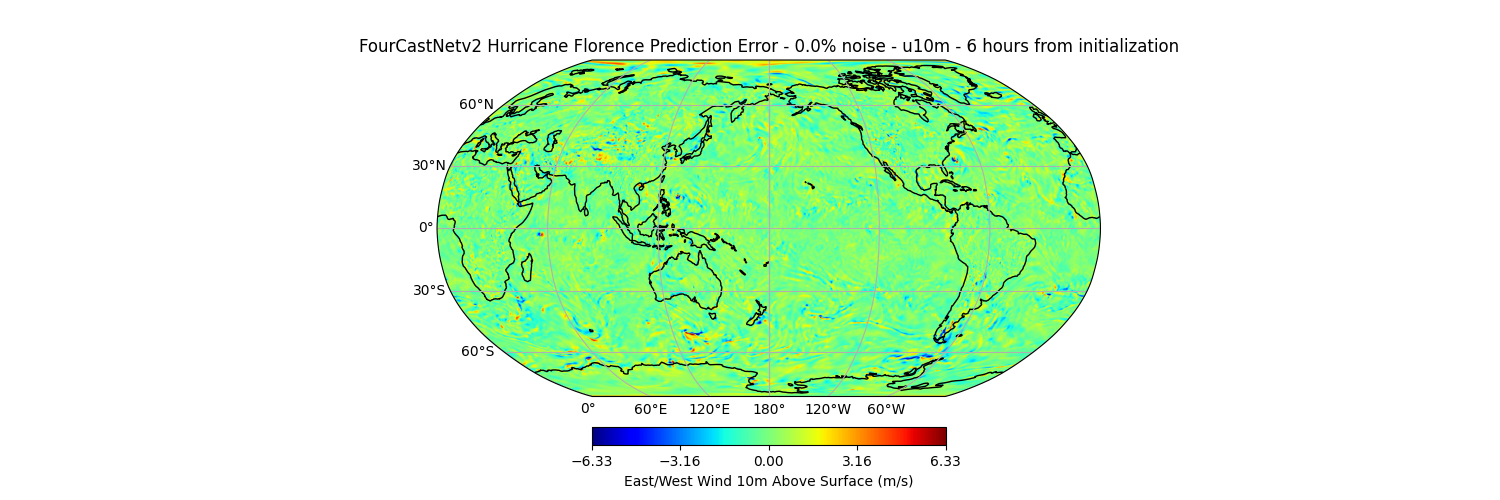 FourCastNetv2 Hurricane Florence Prediction Error - 0.0% noise - u10m - 6 hours from initialization
60°N
30°N
0°
30°S
60°S
0° 60°E 120°E 180° 120°W 60°W
−6.33 −3.16 0.00 3.16 6.33
East/West Wind 10m Above Surface (m/s)